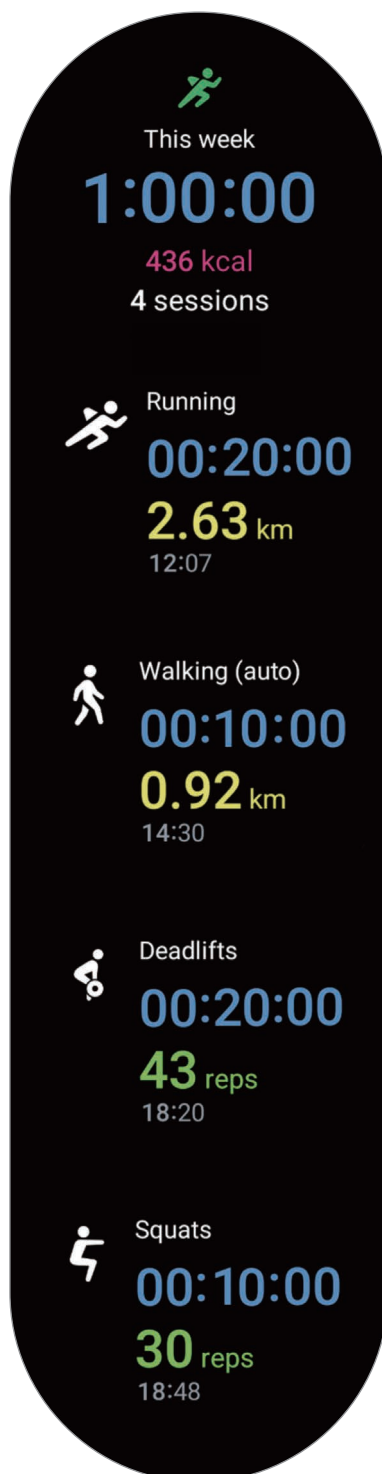 This week
1:00:00
436 kcal
4 sessions
Running
00:20:00
2.63 km
12:07
Walking (auto)
00:10:00
0.92 km
14:30
Deadlifts
00:20:00
43 reps
18:20
Squats
00:10:00
30 reps
18:48